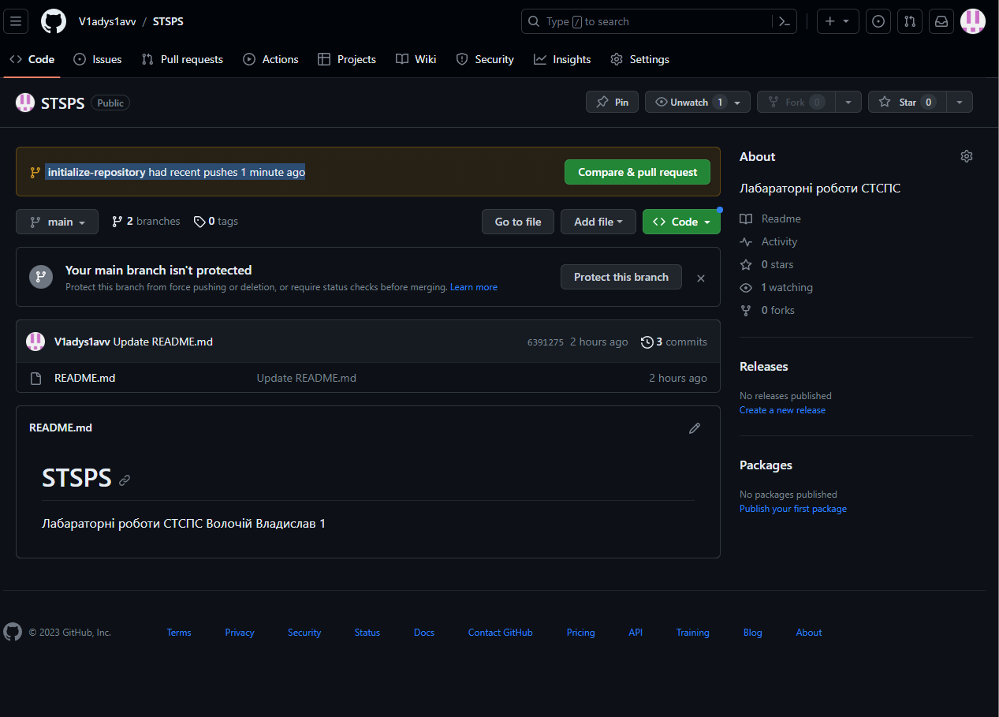 V1adys1avv / STSPS
Type / to search
Code Issues Pull requests Actions Projects Wiki Security Insights Settings
STSPS Public
Pin Unwatch 1 Fork 0 Star 0
initialize-repository had recent pushes 1 minute ago
Compare & pull request
main 2 branches 0 tags
Go to file Add file Code
Your main branch isn't protected
Protect this branch from force pushing or deletion, or require status checks before merging. Learn more
Protect this branch
V1adys1avv Update README.md 6391275 2 hours ago 3 commits
README.md Update README.md 2 hours ago
README.md
STSPS
Лабараторні роботи СТСПС Волочій Владислав 1
About
Лабараторні роботи СТСПС
Readme
Activity
0 stars
1 watching
0 forks
Releases
No releases published
Create a new release
Packages
No packages published
Publish your first package
© 2023 GitHub, Inc. Terms Privacy Security Status Docs Contact GitHub Pricing API Training Blog About